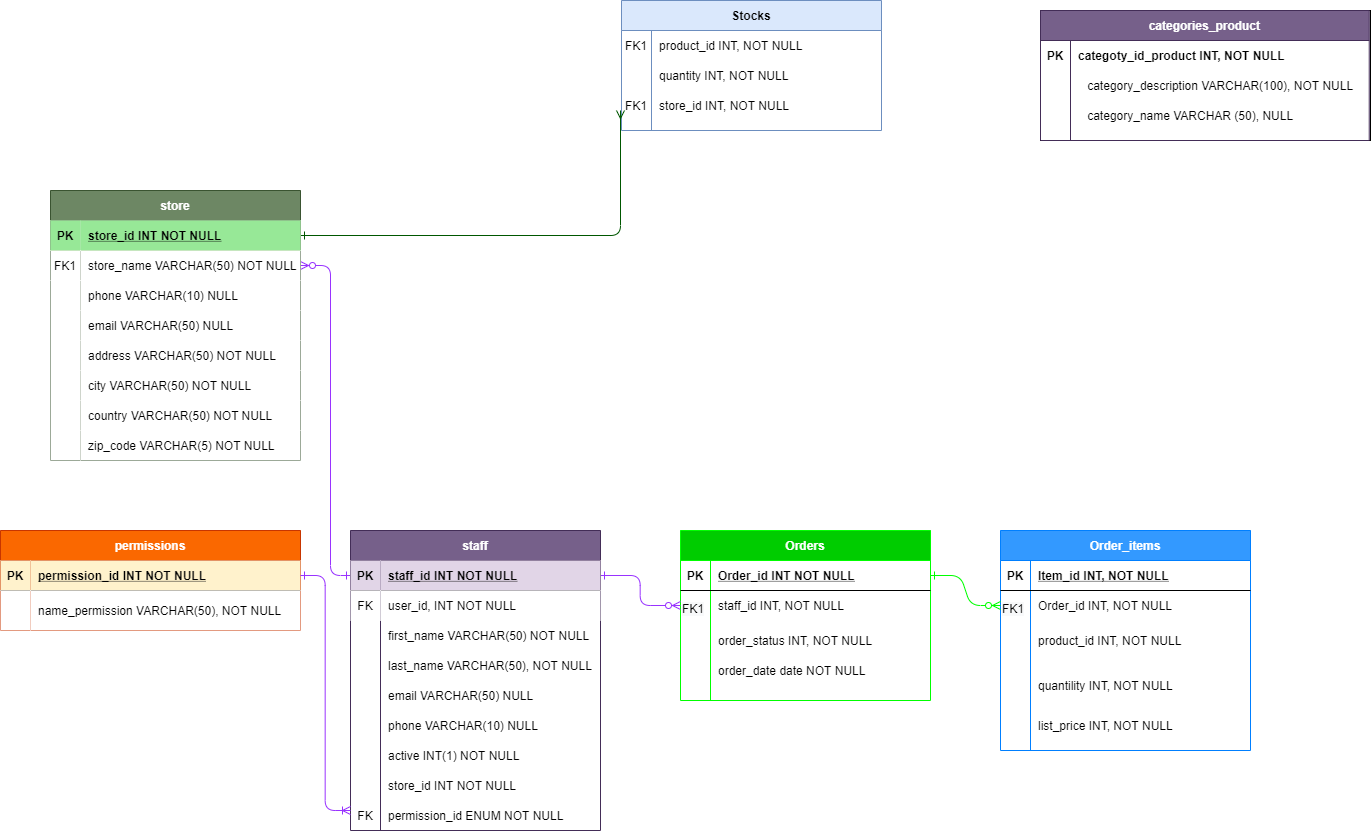 Stocks
FK1 product_id INT, NOT NULL
quantity INT, NOT NULL
FK1 store_id INT, NOT NULL
categories_product
PK categoty_id_product INT, NOT NULL
category_description VARCHAR(100), NOT NULL
category_name VARCHAR (50), NULL
store
PK store_id INT NOT NULL
FK1 store_name VARCHAR(50) NOT NULL
phone VARCHAR(10) NULL
email VARCHAR(50) NULL
address VARCHAR(50) NOT NULL
city VARCHAR(50) NOT NULL
country VARCHAR(50) NOT NULL
zip_code VARCHAR(5) NOT NULL
permissions
PK permission_id INT NOT NULL
name_permission VARCHAR(50), NOT NULL
staff
PK staff_id INT NOT NULL
FK user_id, INT NOT NULL
first_name VARCHAR(50) NOT NULL
last_name VARCHAR(50), NOT NULL
email VARCHAR(50) NULL
phone VARCHAR(10) NULL
active INT(1) NOT NULL
store_id INT NOT NULL
FK permission_id ENUM NOT NULL
Orders
PK Order_id INT NOT NULL
FK1 staff_id INT, NOT NULL
order_status INT, NOT NULL
order_date date NOT NULL
Order_items
PK Item_id INT, NOT NULL
FK1 Order_id INT, NOT NULL
product_id INT, NOT NULL
quantility INT, NOT NULL
list_price INT, NOT NULL